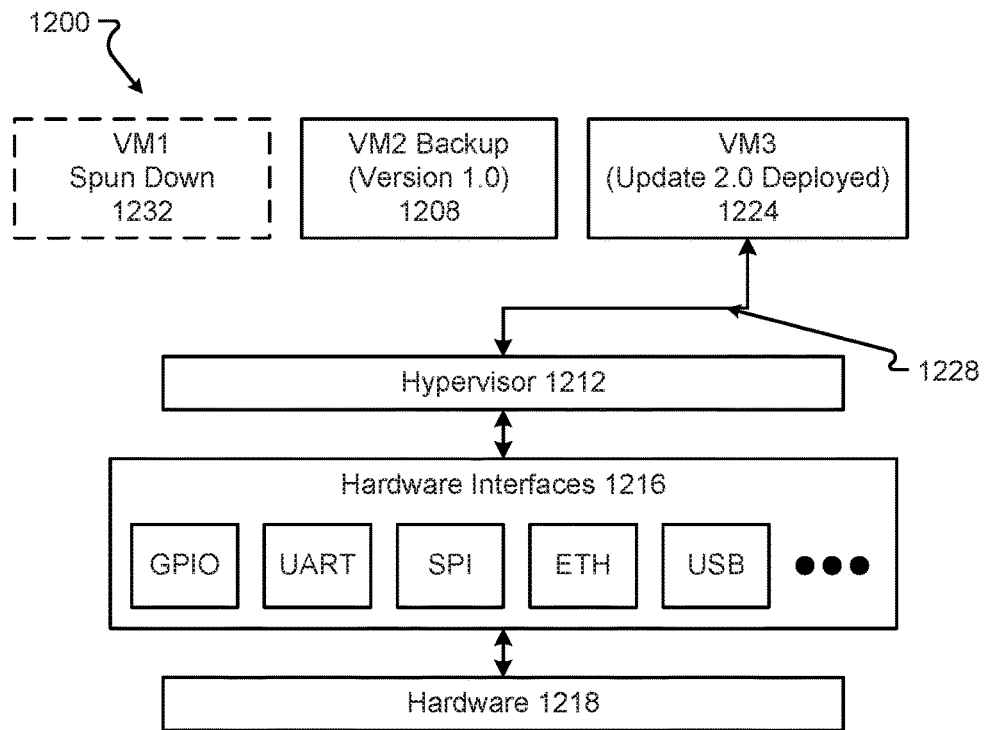 1200
VM1
Spun Down
1232
VM2 Backup
(Version 1.0)
1208
VM3
(Update 2.0 Deployed)
1224
1228
Hypervisor 1212
Hardware Interfaces 1216
GPIO
UART
SPI
ETH
USB
Hardware 1218